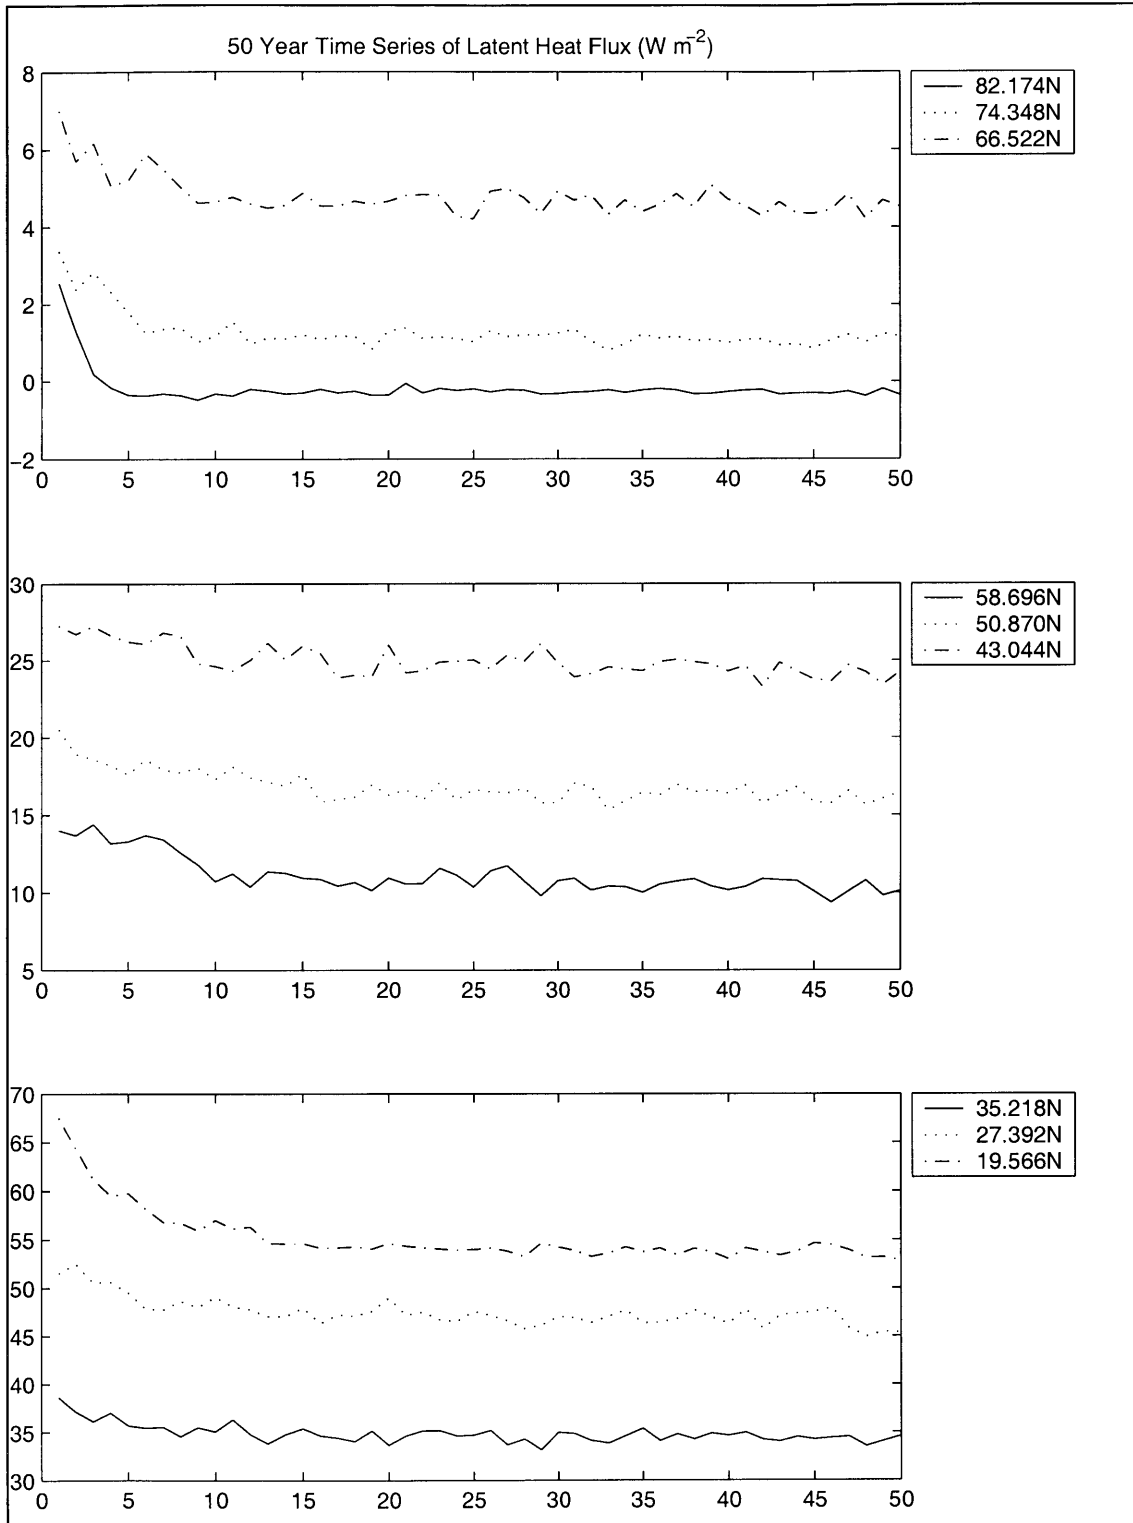 50 Year Time Series of Latent Heat Flux (W m⁻²)
8
6
4
2
0
−2
0 5 10 15 20 25 30 35 40 45 50
82.174N
74.348N
66.522N
30
25
20
15
10
5
0 5 10 15 20 25 30 35 40 45 50
58.696N
50.870N
43.044N
70
65
60
55
50
45
40
35
30
0 5 10 15 20 25 30 35 40 45 50
35.218N
27.392N
19.566N